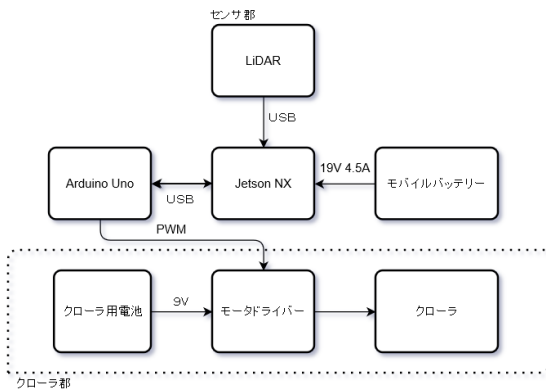 センサ郡
LiDAR
USB
Arduino Uno
USB
Jetson NX
19V 4.5A
モバイルバッテリー
PWM
クローラ用電池
9V
モータドライバー
クローラ
クローラ郡